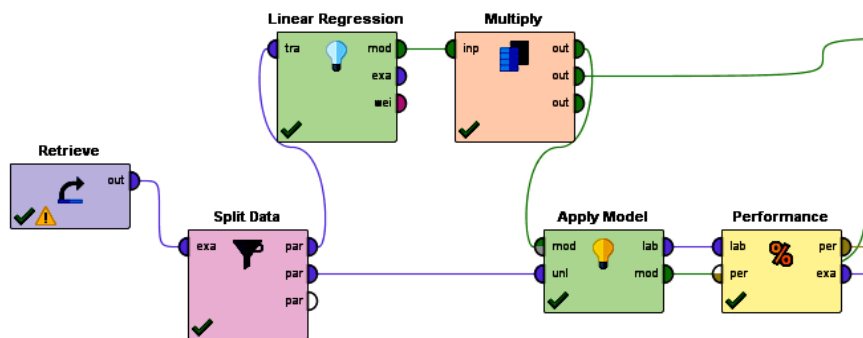 Linear Regression
tra
mod
exa
wei
Multiply
inp
out
out
out
Retrieve
out
Split Data
exa
par
par
par
Apply Model
mod
unl
lab
mod
Performance
lab
per
%
per
exa